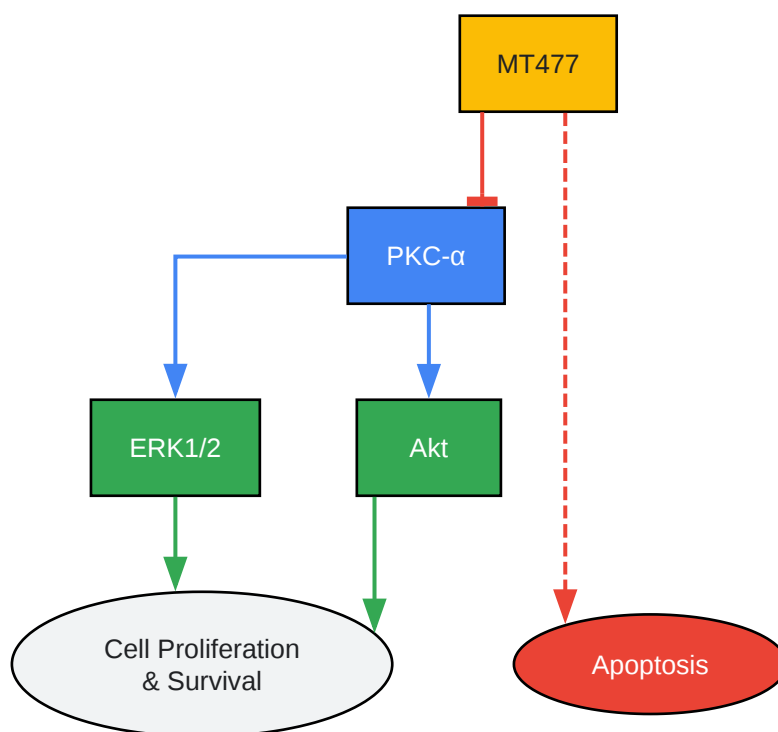 MT477
PKC-α
ERK1/2
Akt
Cell Proliferation
& Survival
Apoptosis